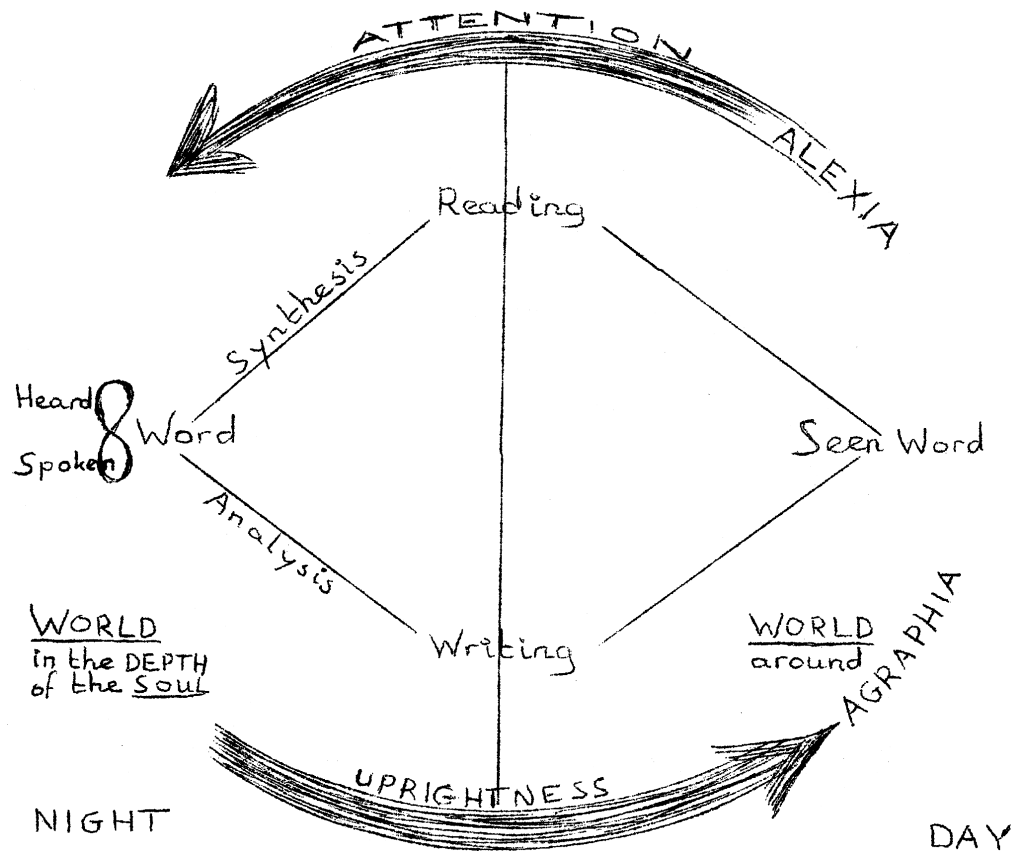 ATTENTION
ALEXIA
Reading
Synthesis
Heard
Word
Spoken
Seen Word
Analysis
Writing
WORLD
in the DEPTH
of the SOUL
WORLD
around
AGRAPHIA
UPRIGHTNESS
NIGHT
DAY